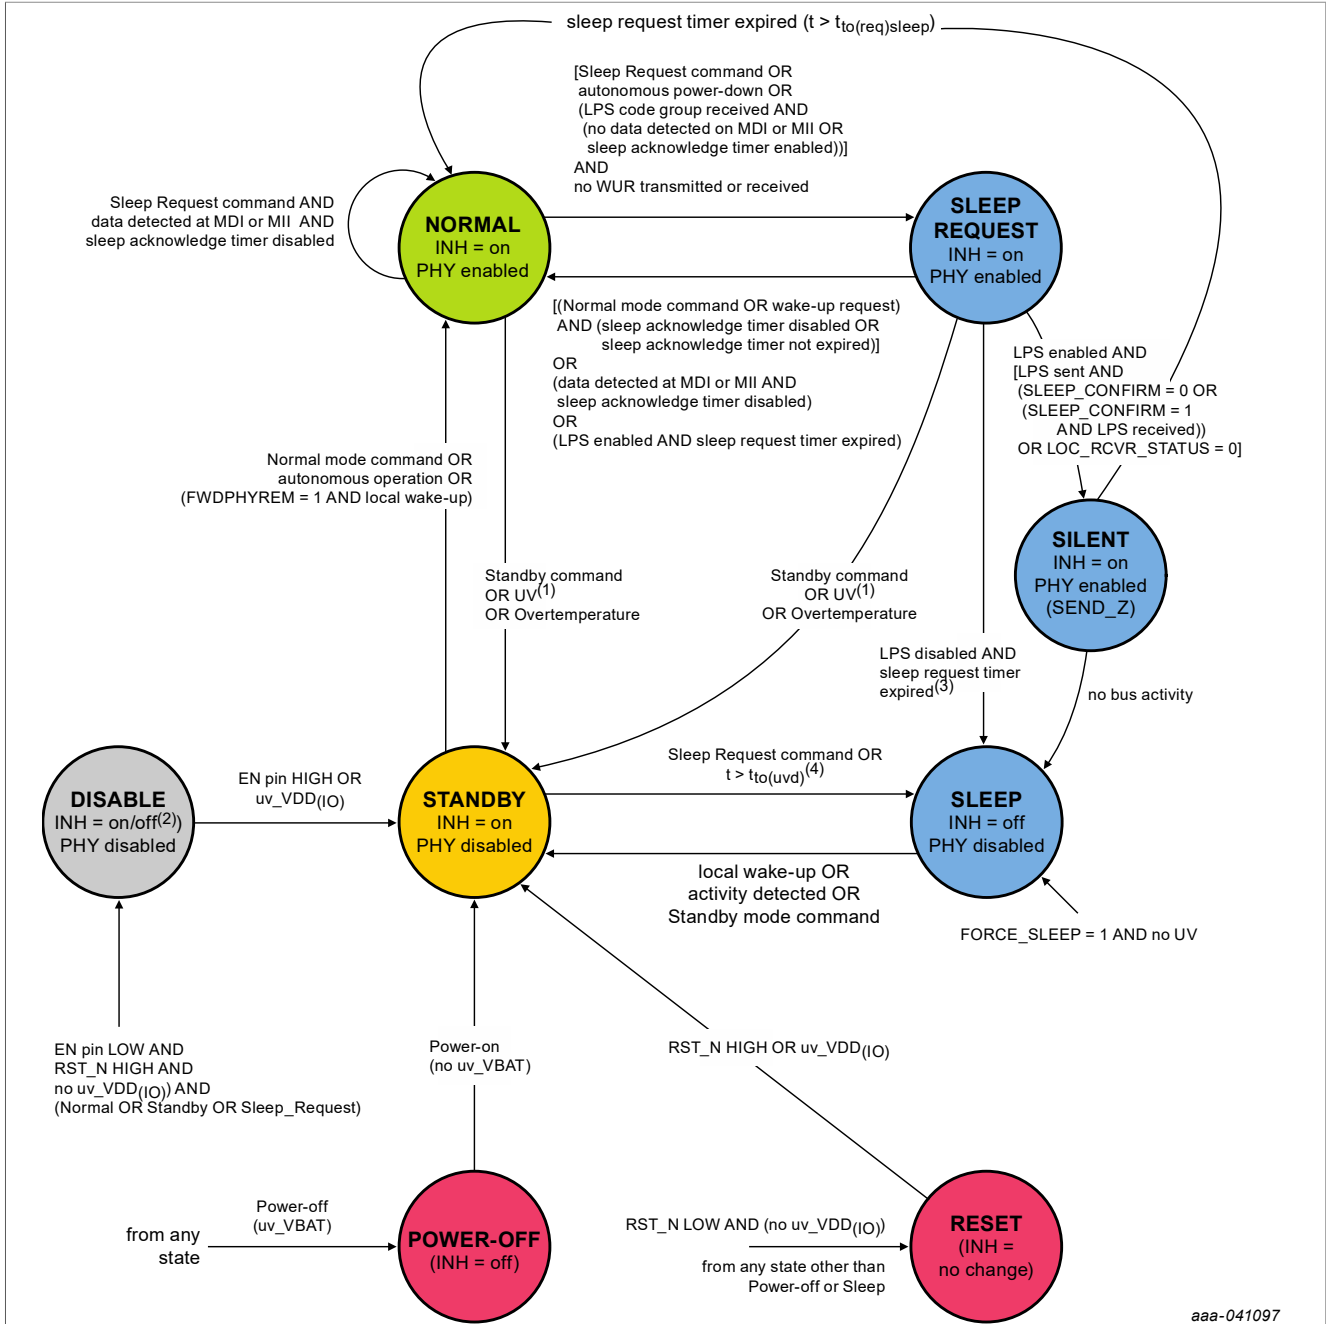 sleep request timer expired (t > tto(req)sleep)
[Sleep Request command OR
autonomous power-down OR
(LPS code group received AND
(no data detected on MDI or MII OR
sleep acknowledge timer enabled))]
AND
no WUR transmitted or received
Sleep Request command AND
data detected at MDI or MII AND
sleep acknowledge timer disabled
NORMAL
INH = on
PHY enabled
SLEEP
REQUEST
INH = on
PHY enabled
[(Normal mode command OR wake-up request)
AND (sleep acknowledge timer disabled OR
sleep acknowledge timer not expired)]
OR
(data detected at MDI or MII AND
sleep acknowledge timer disabled)
OR
(LPS enabled AND sleep request timer expired)
LPS enabled AND
[LPS sent AND
(SLEEP_CONFIRM = 0 OR
(SLEEP_CONFIRM = 1
AND LPS received))
OR LOC_RCVR_STATUS = 0]
Normal mode command OR
autonomous operation OR
(FWDPHYREM = 1 AND local wake-up)
SILENT
INH = on
PHY enabled
(SEND_Z)
Standby command
OR UV(1)
OR Overtemperature
Standby command
OR UV(1)
OR Overtemperature
LPS disabled AND
sleep request timer
expired(3)
no bus activity
DISABLE
INH = on/off(2))
PHY disabled
EN pin HIGH OR
uv_VDD(IO)
STANDBY
INH = on
PHY disabled
Sleep Request command OR
t > tto(uvd)(4)
SLEEP
INH = off
PHY disabled
local wake-up OR
activity detected OR
Standby mode command
FORCE_SLEEP = 1 AND no UV
EN pin LOW AND
RST_N HIGH AND
no uv_VDD(IO)) AND
(Normal OR Standby OR Sleep_Request)
Power-on
(no uv_VBAT)
RST_N HIGH OR uv_VDD(IO)
from any
state
Power-off
(uv_VBAT)
POWER-OFF
(INH = off)
RST_N LOW AND (no uv_VDD(IO))
from any state other than
Power-off or Sleep
RESET
(INH =
no change)
aaa-041097